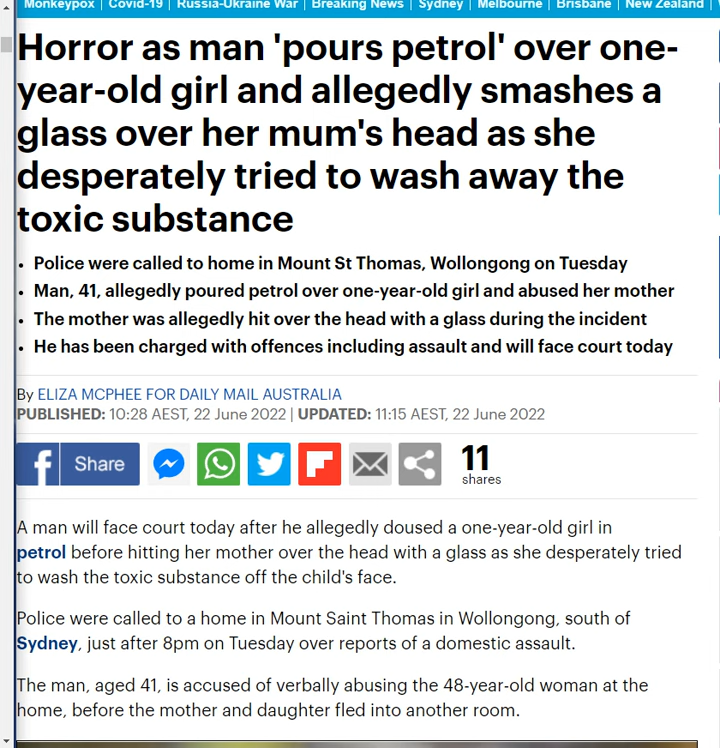 Monkeypox | Covid-19 | Russia-Ukraine War | Breaking News | Sydney | Melbourne | Brisbane | New Zealand |
Horror as man 'pours petrol' over one-
year-old girl and allegedly smashes a
glass over her mum's head as she
desperately tried to wash away the
toxic substance
• Police were called to home in Mount St Thomas, Wollongong on Tuesday
• Man, 41, allegedly poured petrol over one-year-old girl and abused her mother
• The mother was allegedly hit over the head with a glass during the incident
• He has been charged with offences including assault and will face court today
By ELIZA MCPHEE FOR DAILY MAIL AUSTRALIA
PUBLISHED: 10:28 AEST, 22 June 2022 | UPDATED: 11:15 AEST, 22 June 2022
f Share
11
shares
A man will face court today after he allegedly doused a one-year-old girl in
petrol before hitting her mother over the head with a glass as she desperately tried
to wash the toxic substance off the child's face.
Police were called to a home in Mount Saint Thomas in Wollongong, south of
Sydney, just after 8pm on Tuesday over reports of a domestic assault.
The man, aged 41, is accused of verbally abusing the 48-year-old woman at the
home, before the mother and daughter fled into another room.